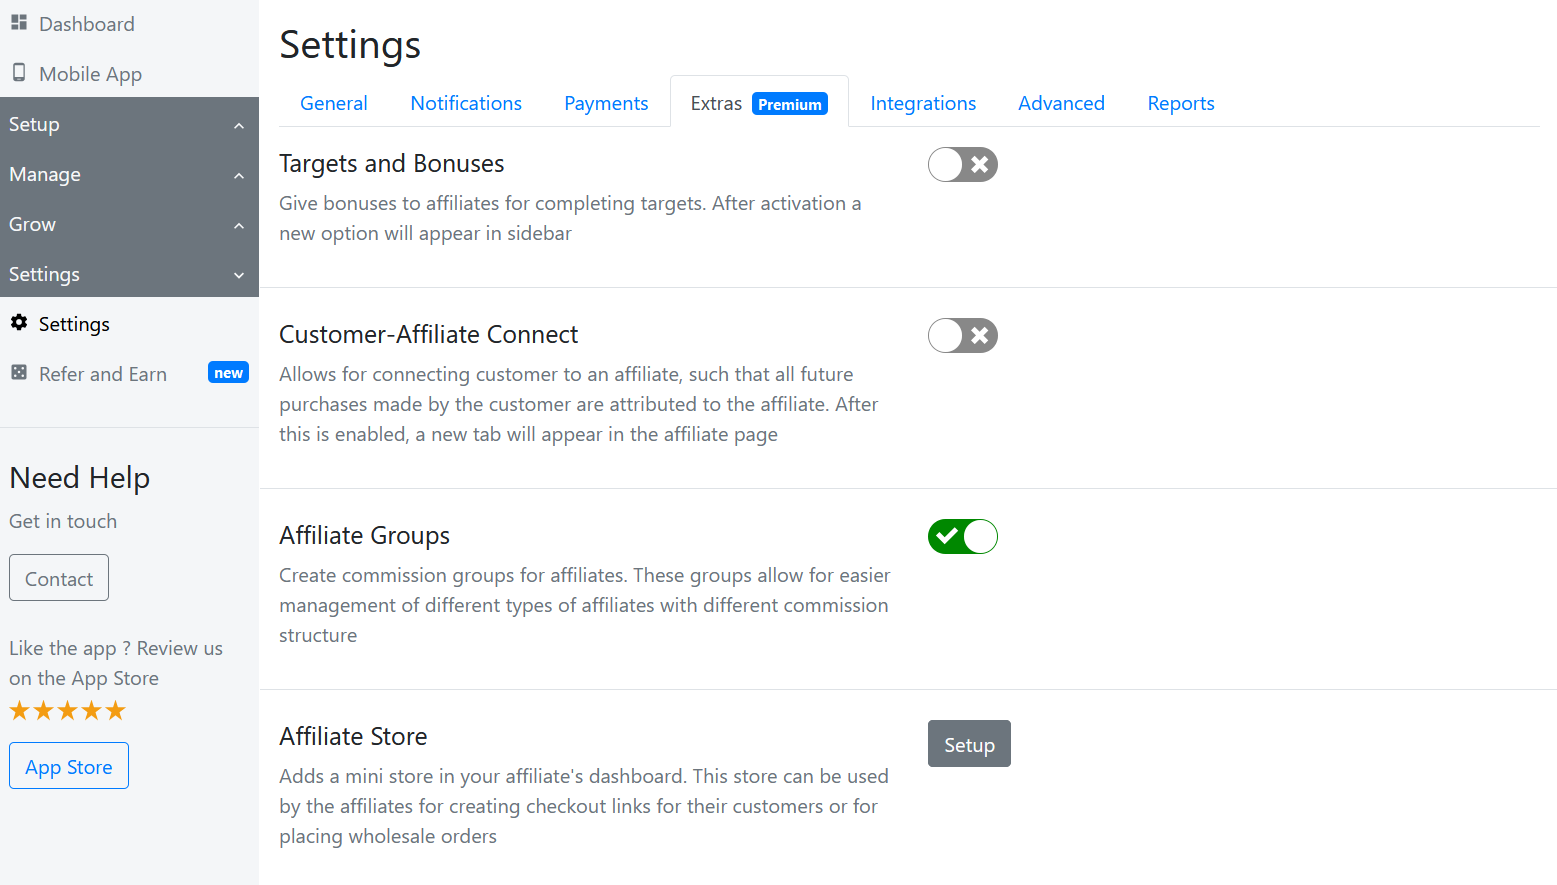 Dashboard
Mobile App
Setup
Manage
Grow
Settings
Settings
Refer and Earn new
Need Help
Get in touch
Contact
Like the app ? Review us
on the App Store
App Store
Settings
General Notifications Payments Extras Premium Integrations Advanced Reports
Targets and Bonuses
Give bonuses to affiliates for completing targets. After activation a
new option will appear in sidebar
Customer-Affiliate Connect
Allows for connecting customer to an affiliate, such that all future
purchases made by the customer are attributed to the affiliate. After
this is enabled, a new tab will appear in the affiliate page
Affiliate Groups
Create commission groups for affiliates. These groups allow for easier
management of different types of affiliates with different commission
structure
Affiliate Store
Setup
Adds a mini store in your affiliate's dashboard. This store can be used
by the affiliates for creating checkout links for their customers or for
placing wholesale orders